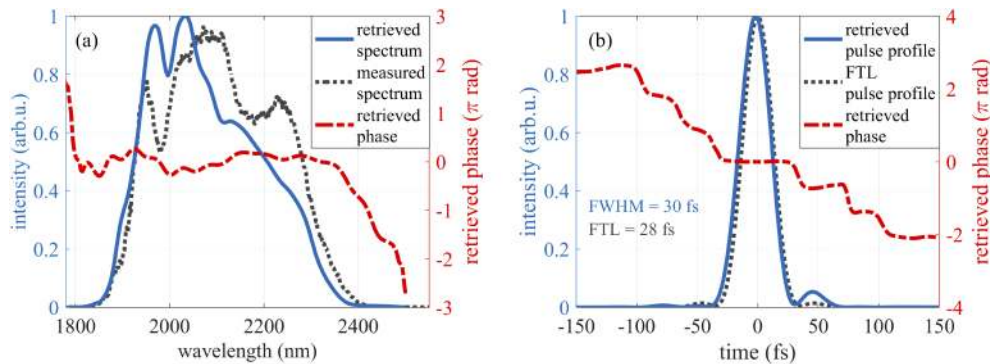 (a)
retrieved
spectrum
measured
spectrum
retrieved
phase
intensity (arb.u.)
1
0.8
0.6
0.4
0.2
0
retrieved phase (π rad)
3
2
1
0
-1
-2
-3
1800
2000
2200
2400
wavelength (nm)
(b)
retrieved
pulse profile
FTL
pulse profile
retrieved
phase
FWHM = 30 fs
FTL = 28 fs
intensity (arb.u.)
1
0.8
0.6
0.4
0.2
0
retrieved phase (π rad)
4
2
0
-2
-4
-150
-100
-50
0
50
100
150
time (fs)